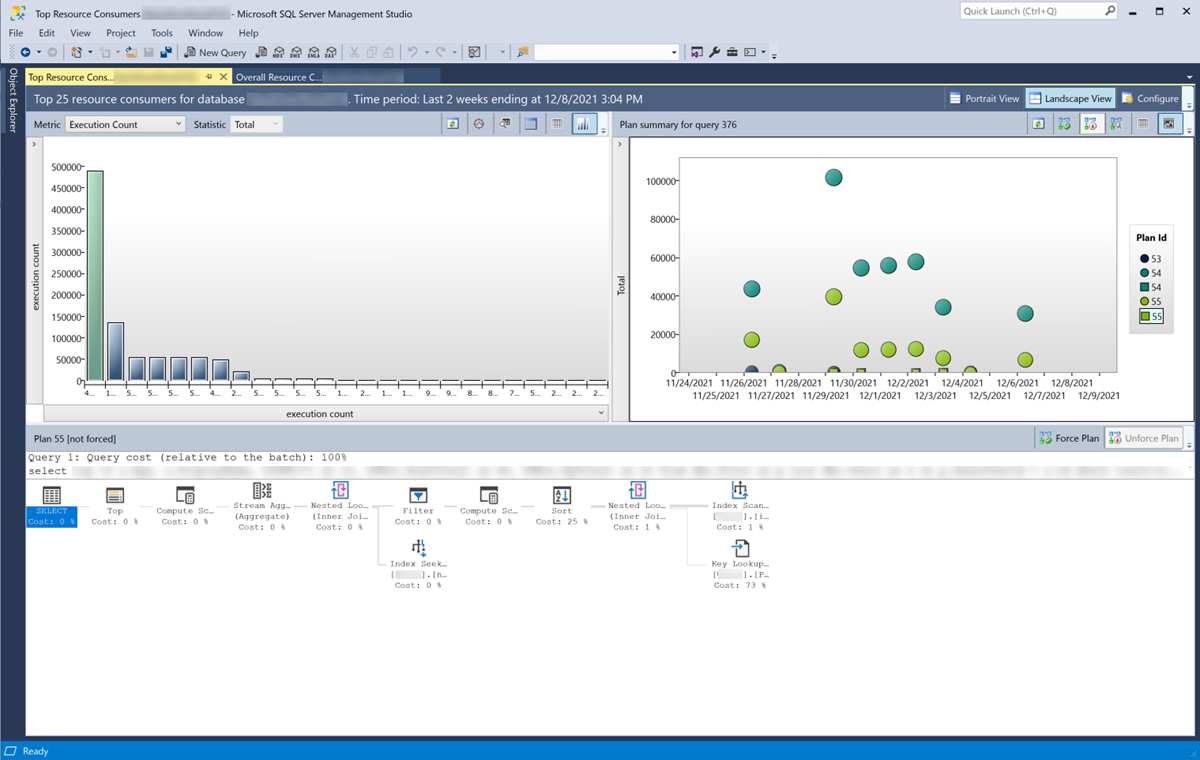 Top Resource Consumers - Microsoft SQL Server Management Studio
Quick Launch (Ctrl+Q)
File Edit View Project Tools Window Help
New Query
Object Explorer
Top Resource Cons...
Overall Resource C...
Top 25 resource consumers for database . Time period: Last 2 weeks ending at 12/8/2021 3:04 PM
Portrait View Landscape View Configure
Metric Execution Count Statistic Total
Plan summary for query 376
execution count
500000
450000
400000
350000
300000
250000
200000
150000
100000
50000
0
4... 1... 5... 5... 5... 5... 4... 2... 5... 5... 5... 5... 1... 1... 1... 1... 9... 9... 8... 8... 7... 5... 2... 2... 2...
execution count
Total
100000
80000
60000
40000
20000
0
11/24/2021 11/26/2021 11/28/2021 11/30/2021 12/2/2021 12/4/2021 12/6/2021 12/8/2021
11/25/2021 11/27/2021 11/29/2021 12/1/2021 12/3/2021 12/5/2021 12/7/2021 12/9/2021
Plan Id
53
54
54
55
55
Plan 55 [not forced]
Force Plan Unforce Plan
Query 1: Query cost (relative to the batch): 100%
select
SELECT
Cost: 0 %
Top
Cost: 0 %
Compute Sc...
Cost: 0 %
Stream Agg...
(Aggregate)
Cost: 0 %
Nested Loo...
(Inner Joi...
Cost: 0 %
Filter
Cost: 0 %
Compute Sc...
Cost: 0 %
Sort
Cost: 25 %
Nested Loo...
(Inner Joi...
Cost: 1 %
Index Scan...
[ ].[i...
Cost: 1 %
Index Seek...
[ ].[n...
Cost: 0 %
Key Lookup...
[ ].[P...
Cost: 73 %
Ready